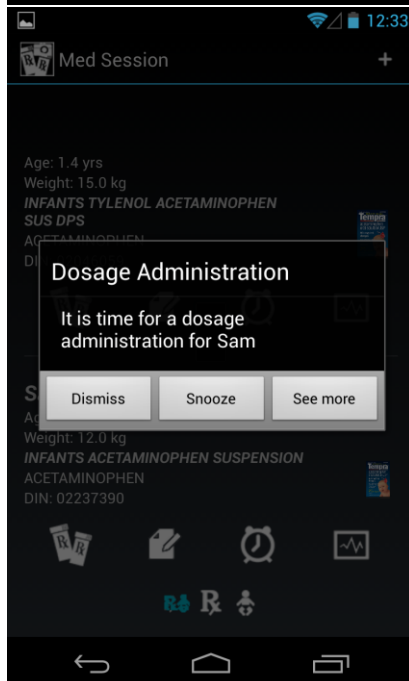 12:33
Med Session
+
Age: 1.4 yrs
Weight: 15.0 kg
INFANTS TYLENOL ACETAMINOPHEN
SUS DPS
ACETAMINOPHEN
Dosage Administration
It is time for a dosage
administration for Sam
Dismiss
Snooze
See more
Weight: 12.0 kg
INFANTS ACETAMINOPHEN SUSPENSION
ACETAMINOPHEN
DIN: 02237390
Tempra
Tempra